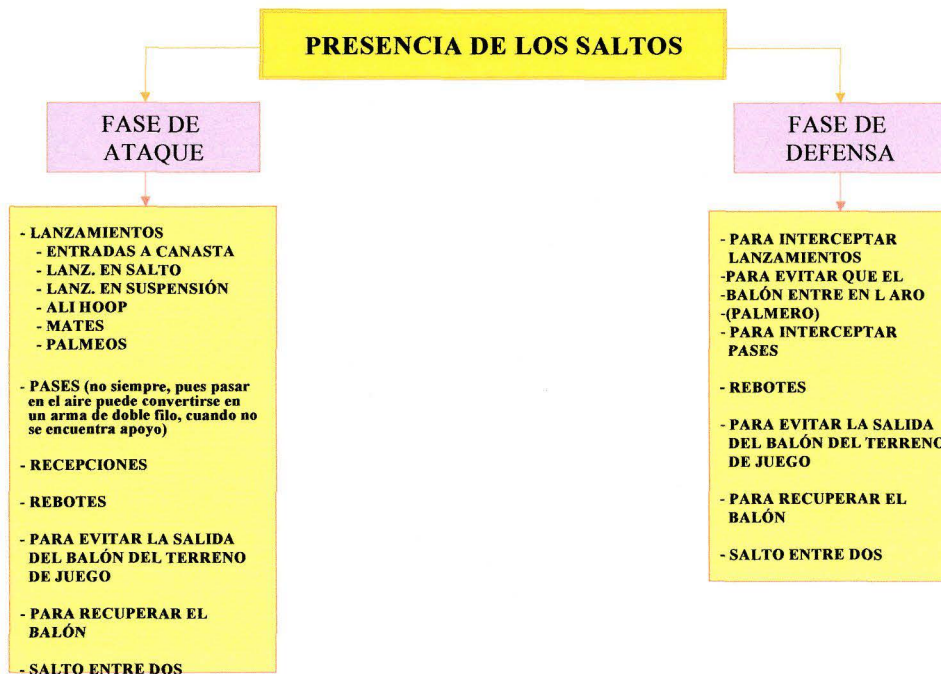 PRESENCIA DE LOS SALTOS
FASE DE
ATAQUE
- LANZAMIENTOS
- ENTRADAS A CANASTA
- LANZ. EN SALTO
- LANZ. EN SUSPENSIÓN
- ALI HOOP
- MATES
- PALMEOS
- PASES (no siempre, pues pasar
en el aire puede convertirse en
un arma de doble filo, cuando no
se encuentra apoyo)
- RECEPCIONES
- REBOTES
- PARA EVITAR LA SALIDA
DEL BALÓN DEL TERRENO
DE JUEGO
- PARA RECUPERAR EL
BALÓN
- SALTO ENTRE DOS
FASE DE
DEFENSA
- PARA INTERCEPTAR
LANZAMIENTOS
-PARA EVITAR QUE EL
-BALÓN ENTRE EN L ARO
-(PALMERO)
- PARA INTERCEPTAR
PASES
- REBOTES
- PARA EVITAR LA SALIDA
DEL BALÓN DEL TERRENO
DE JUEGO
- PARA RECUPERAR EL
BALÓN
- SALTO ENTRE DOS